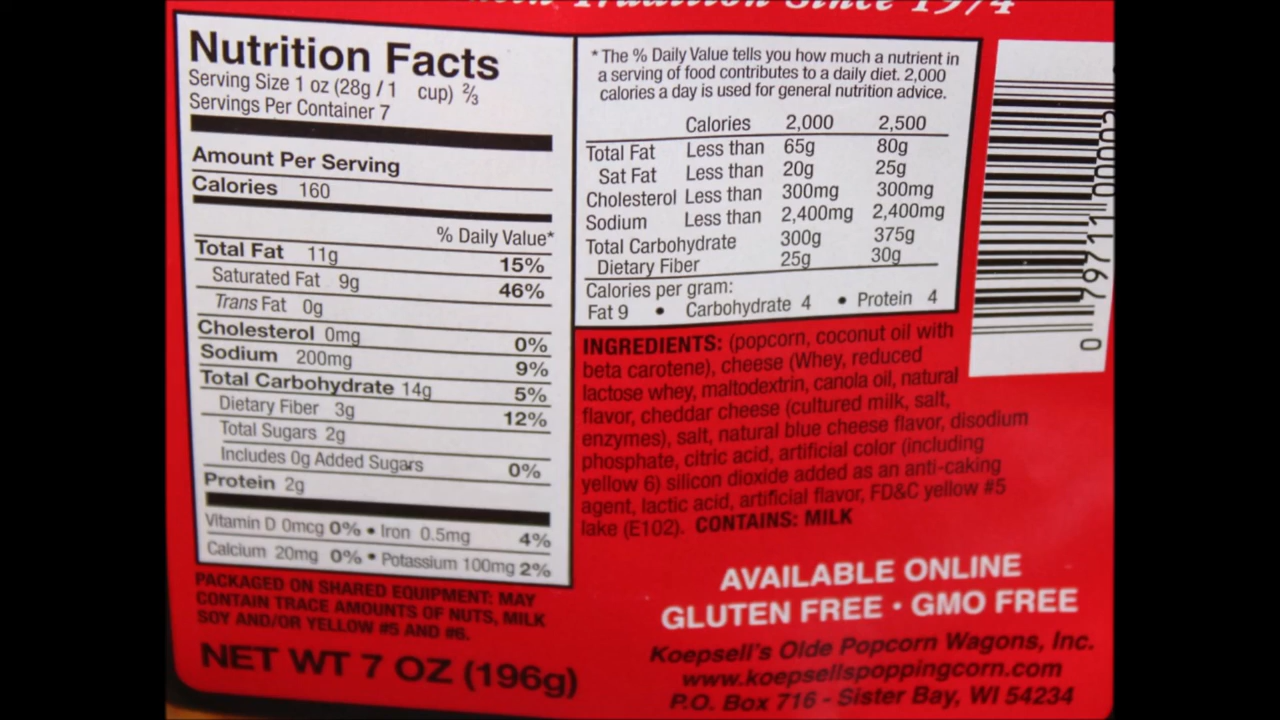 Tradition Since 1974
Nutrition Facts
Serving Size 1 oz (28g / 1 cup) ⅔
Servings Per Container 7
Amount Per Serving
Calories 160
% Daily Value*
Total Fat 11g 15%
Saturated Fat 9g 46%
Trans Fat 0g
Cholesterol 0mg 0%
Sodium 200mg 9%
Total Carbohydrate 14g 5%
Dietary Fiber 3g 12%
Total Sugars 2g
Includes 0g Added Sugars 0%
Protein 2g
Vitamin D 0mcg 0% • Iron 0.5mg 4%
Calcium 20mg 0% • Potassium 100mg 2%
PACKAGED ON SHARED EQUIPMENT: MAY
CONTAIN TRACE AMOUNTS OF NUTS, MILK
SOY AND/OR YELLOW #5 AND #6.
NET WT 7 OZ (196g)
* The % Daily Value tells you how much a nutrient in
a serving of food contributes to a daily diet. 2,000
calories a day is used for general nutrition advice.
Calories 2,000 2,500
Total Fat Less than 65g 80g
Sat Fat Less than 20g 25g
Cholesterol Less than 300mg 300mg
Sodium Less than 2,400mg 2,400mg
Total Carbohydrate 300g 375g
Dietary Fiber 25g 30g
Calories per gram:
Fat 9 • Carbohydrate 4 • Protein 4
INGREDIENTS: (popcorn, coconut oil with
beta carotene), cheese (Whey, reduced
lactose whey, maltodextrin, canola oil, natural
flavor, cheddar cheese (cultured milk, salt,
enzymes), salt, natural blue cheese flavor, disodium
phosphate, citric acid, artificial color (including
yellow 6) silicon dioxide added as an anti-caking
agent, lactic acid, artificial flavor, FD&C yellow #5
lake (E102). CONTAINS: MILK
AVAILABLE ONLINE
GLUTEN FREE • GMO FREE
Koepsell's Olde Popcorn Wagons, Inc.
www.koepsellspoppingcorn.com
P.O. Box 716 - Sister Bay, WI 54234